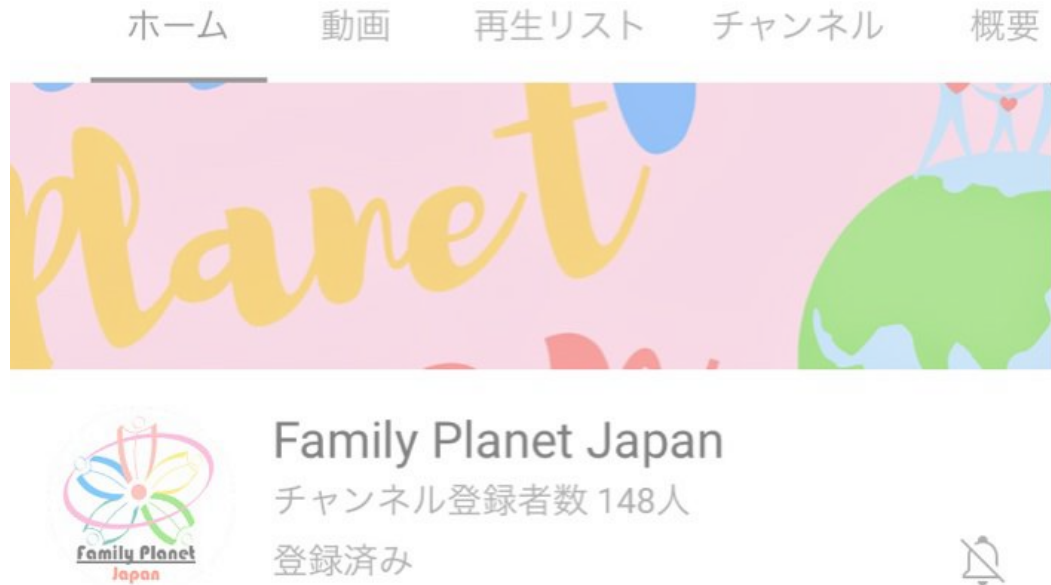 ホーム 動画 再生リスト チャンネル 概要
Planet
Family Planet Japan
チャンネル登録者数 148人
登録済み
Family Planet
Japan